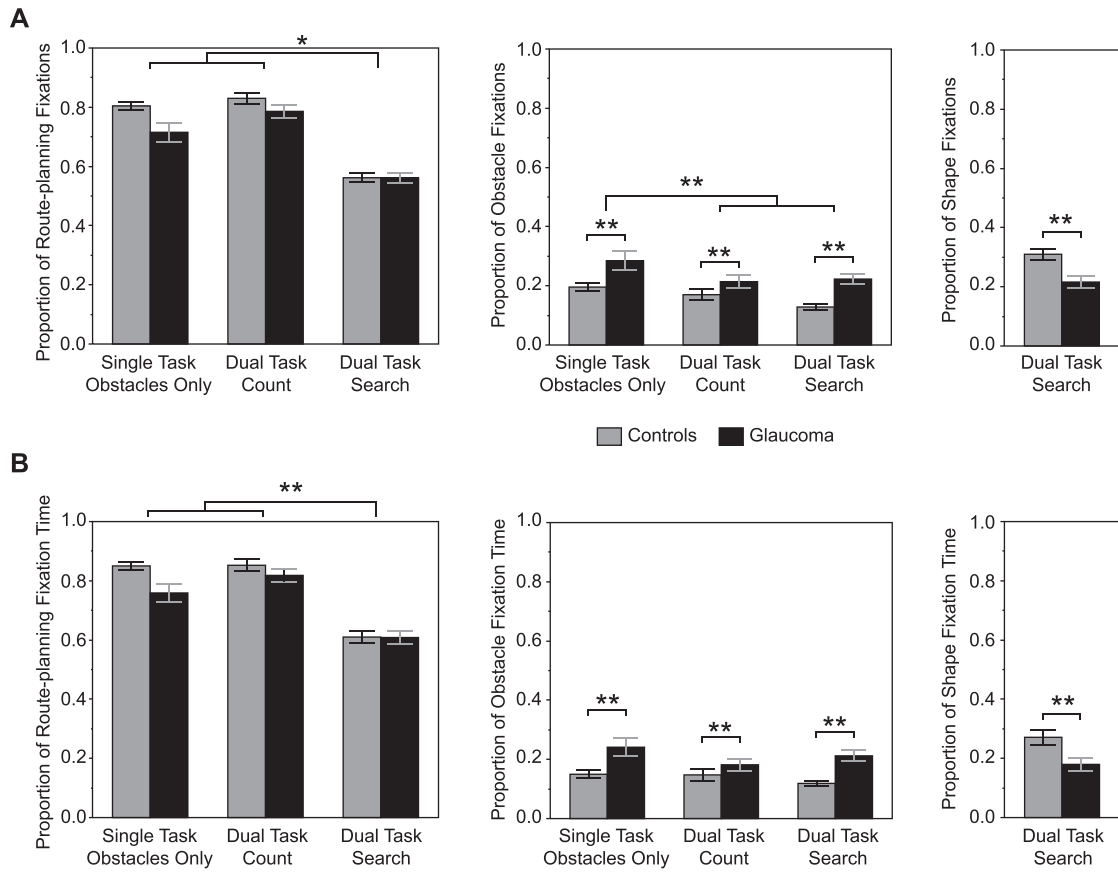 A
Proportion of Route-planning Fixations
1.0
0.8
0.6
0.4
0.2
0.0
*
Single Task
Obstacles Only
Dual Task
Count
Dual Task
Search
Proportion of Obstacle Fixations
1.0
0.8
0.6
0.4
0.2
0.0
**
**
**
**
Single Task
Obstacles Only
Dual Task
Count
Dual Task
Search
Proportion of Shape Fixations
1.0
0.8
0.6
0.4
0.2
0.0
**
Dual Task
Search
Controls
Glaucoma
B
Proportion of Route-planning Fixation Time
1.0
0.8
0.6
0.4
0.2
0.0
**
Single Task
Obstacles Only
Dual Task
Count
Dual Task
Search
Proportion of Obstacle Fixation Time
1.0
0.8
0.6
0.4
0.2
0.0
**
**
**
Single Task
Obstacles Only
Dual Task
Count
Dual Task
Search
Proportion of Shape Fixation Time
1.0
0.8
0.6
0.4
0.2
0.0
**
Dual Task
Search